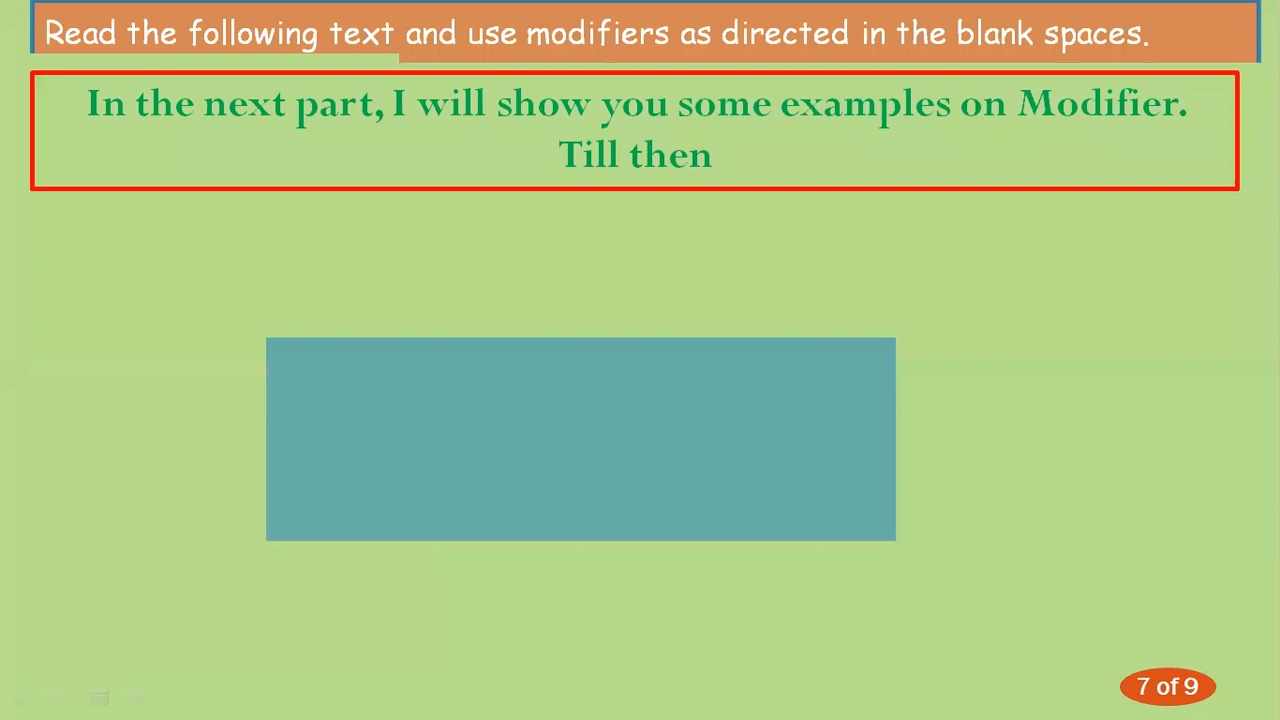 Read the following text and use modifiers as directed in the blank spaces.
In the next part, I will show you some examples on Modifier.
Till then
7 of 9